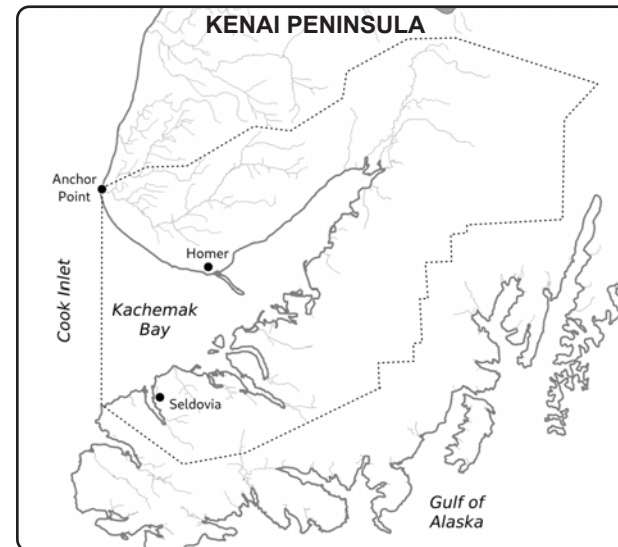 KENAI PENINSULA
Anchor
Point
Homer
Cook Inlet
Kachemak
Bay
Seldovia
Gulf of
Alaska